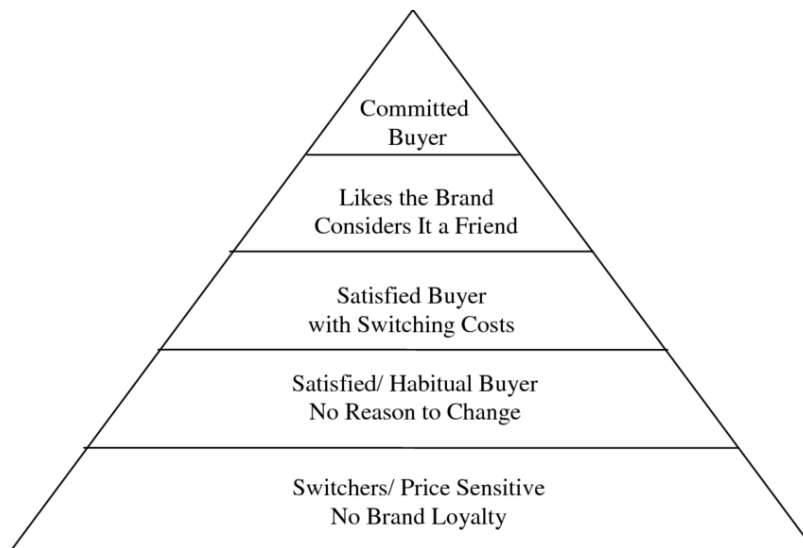 Committed
Buyer
Likes the Brand
Considers It a Friend
Satisfied Buyer
with Switching Costs
Satisfied/ Habitual Buyer
No Reason to Change
Switchers/ Price Sensitive
No Brand Loyalty